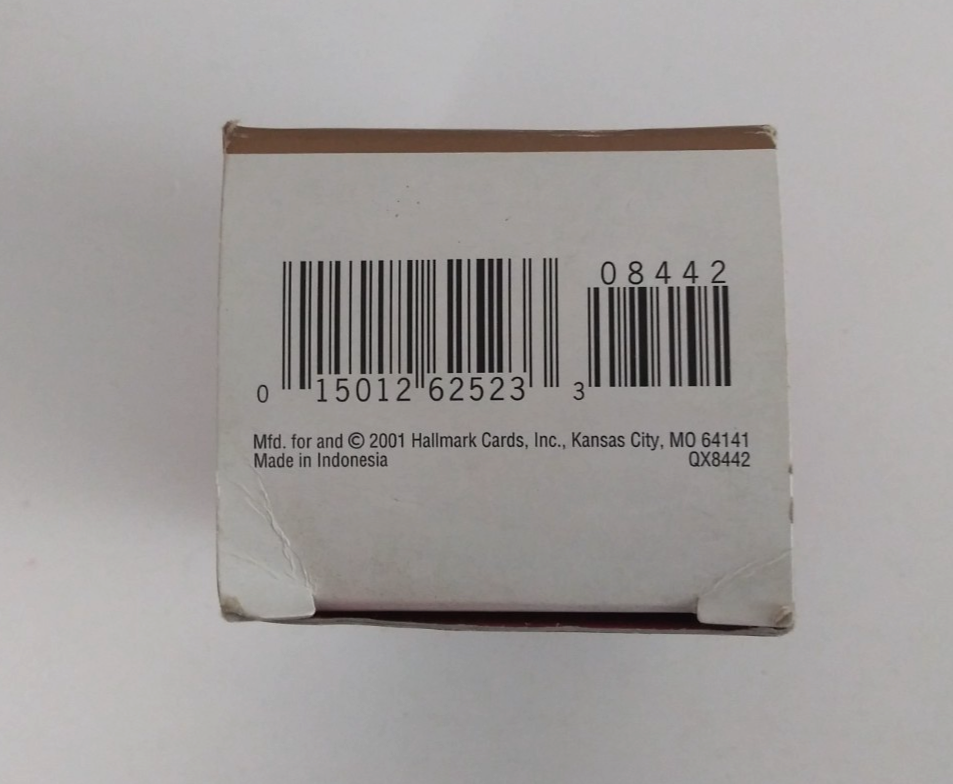 08442
0 15012 62523 3
Mfd. for and © 2001 Hallmark Cards, Inc., Kansas City, MO 64141
Made in Indonesia QX8442